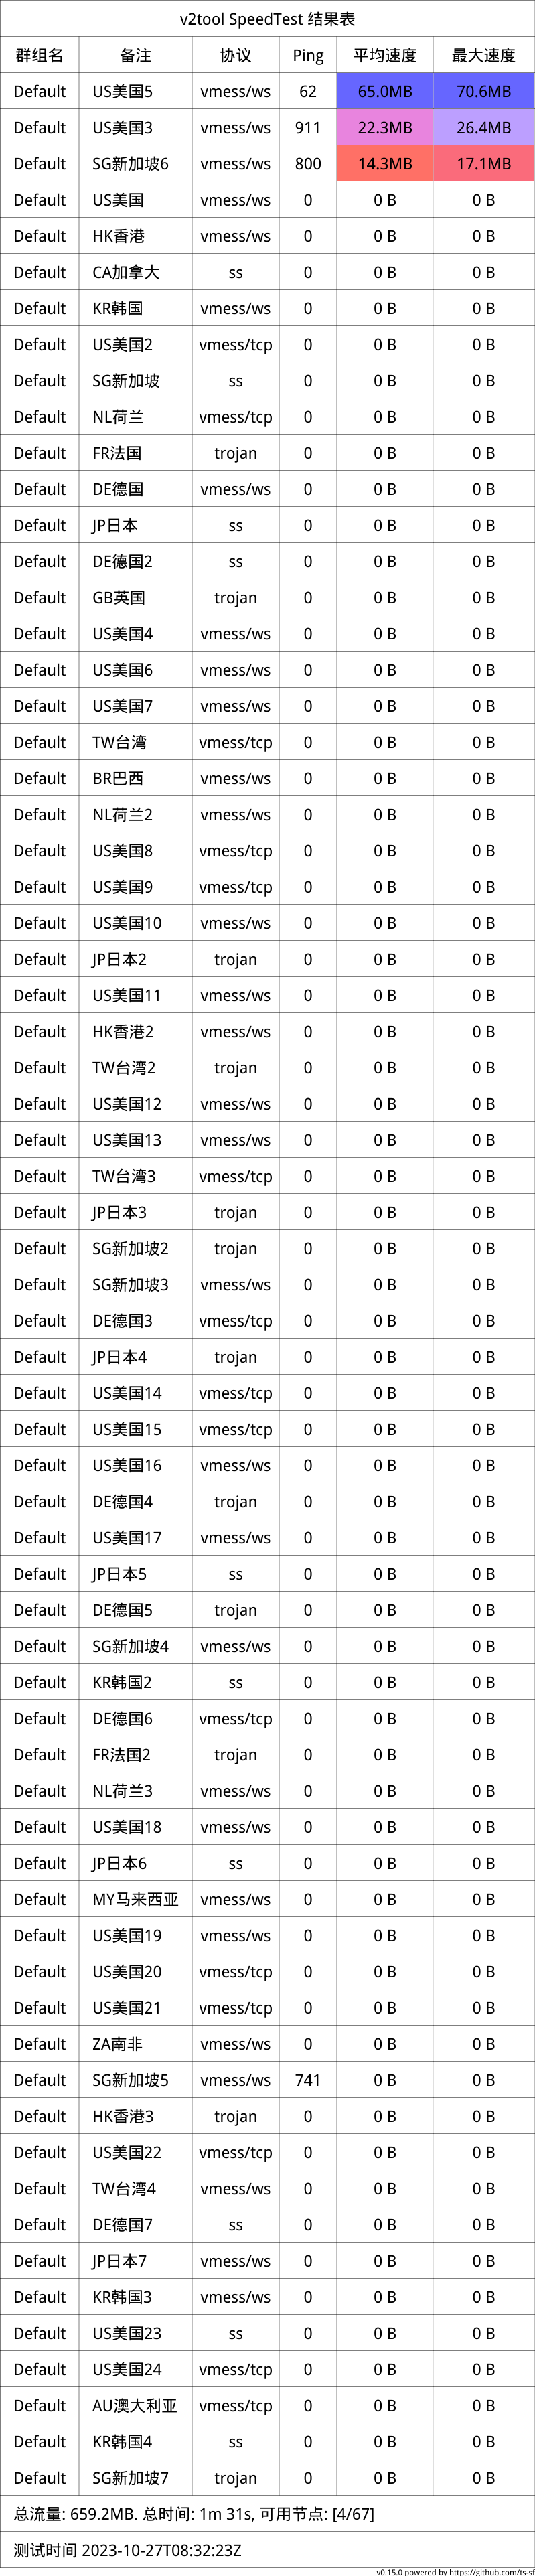 v2tool SpeedTest 结果表
群组名 备注 协议 Ping 平均速度 最大速度
Default US美国5 vmess/ws 62 65.0MB 70.6MB
Default US美国3 vmess/ws 911 22.3MB 26.4MB
Default SG新加坡6 vmess/ws 800 14.3MB 17.1MB
Default US美国 vmess/ws 0 0 B 0 B
Default HK香港 vmess/ws 0 0 B 0 B
Default CA加拿大 ss 0 0 B 0 B
Default KR韩国 vmess/ws 0 0 B 0 B
Default US美国2 vmess/tcp 0 0 B 0 B
Default SG新加坡 ss 0 0 B 0 B
Default NL荷兰 vmess/tcp 0 0 B 0 B
Default FR法国 trojan 0 0 B 0 B
Default DE德国 vmess/ws 0 0 B 0 B
Default JP日本 ss 0 0 B 0 B
Default DE德国2 ss 0 0 B 0 B
Default GB英国 trojan 0 0 B 0 B
Default US美国4 vmess/ws 0 0 B 0 B
Default US美国6 vmess/ws 0 0 B 0 B
Default US美国7 vmess/ws 0 0 B 0 B
Default TW台湾 vmess/tcp 0 0 B 0 B
Default BR巴西 vmess/ws 0 0 B 0 B
Default NL荷兰2 vmess/ws 0 0 B 0 B
Default US美国8 vmess/tcp 0 0 B 0 B
Default US美国9 vmess/tcp 0 0 B 0 B
Default US美国10 vmess/ws 0 0 B 0 B
Default JP日本2 trojan 0 0 B 0 B
Default US美国11 vmess/ws 0 0 B 0 B
Default HK香港2 vmess/ws 0 0 B 0 B
Default TW台湾2 trojan 0 0 B 0 B
Default US美国12 vmess/ws 0 0 B 0 B
Default US美国13 vmess/ws 0 0 B 0 B
Default TW台湾3 vmess/tcp 0 0 B 0 B
Default JP日本3 trojan 0 0 B 0 B
Default SG新加坡2 trojan 0 0 B 0 B
Default SG新加坡3 vmess/ws 0 0 B 0 B
Default DE德国3 vmess/tcp 0 0 B 0 B
Default JP日本4 trojan 0 0 B 0 B
Default US美国14 vmess/tcp 0 0 B 0 B
Default US美国15 vmess/tcp 0 0 B 0 B
Default US美国16 vmess/ws 0 0 B 0 B
Default DE德国4 trojan 0 0 B 0 B
Default US美国17 vmess/ws 0 0 B 0 B
Default JP日本5 ss 0 0 B 0 B
Default DE德国5 trojan 0 0 B 0 B
Default SG新加坡4 vmess/ws 0 0 B 0 B
Default KR韩国2 ss 0 0 B 0 B
Default DE德国6 vmess/tcp 0 0 B 0 B
Default FR法国2 trojan 0 0 B 0 B
Default NL荷兰3 vmess/ws 0 0 B 0 B
Default US美国18 vmess/ws 0 0 B 0 B
Default JP日本6 ss 0 0 B 0 B
Default MY马来西亚 vmess/ws 0 0 B 0 B
Default US美国19 vmess/ws 0 0 B 0 B
Default US美国20 vmess/tcp 0 0 B 0 B
Default US美国21 vmess/tcp 0 0 B 0 B
Default ZA南非 vmess/ws 0 0 B 0 B
Default SG新加坡5 vmess/ws 741 0 B 0 B
Default HK香港3 trojan 0 0 B 0 B
Default US美国22 vmess/tcp 0 0 B 0 B
Default TW台湾4 vmess/ws 0 0 B 0 B
Default DE德国7 ss 0 0 B 0 B
Default JP日本7 vmess/ws 0 0 B 0 B
Default KR韩国3 vmess/ws 0 0 B 0 B
Default US美国23 ss 0 0 B 0 B
Default US美国24 vmess/tcp 0 0 B 0 B
Default AU澳大利亚 vmess/tcp 0 0 B 0 B
Default KR韩国4 ss 0 0 B 0 B
Default SG新加坡7 trojan 0 0 B 0 B
总流量: 659.2MB. 总时间: 1m 31s, 可用节点: [4/67]
测试时间 2023-10-27T08:32:23Z
v0.15.0 powered by https://github.com/ts-sf